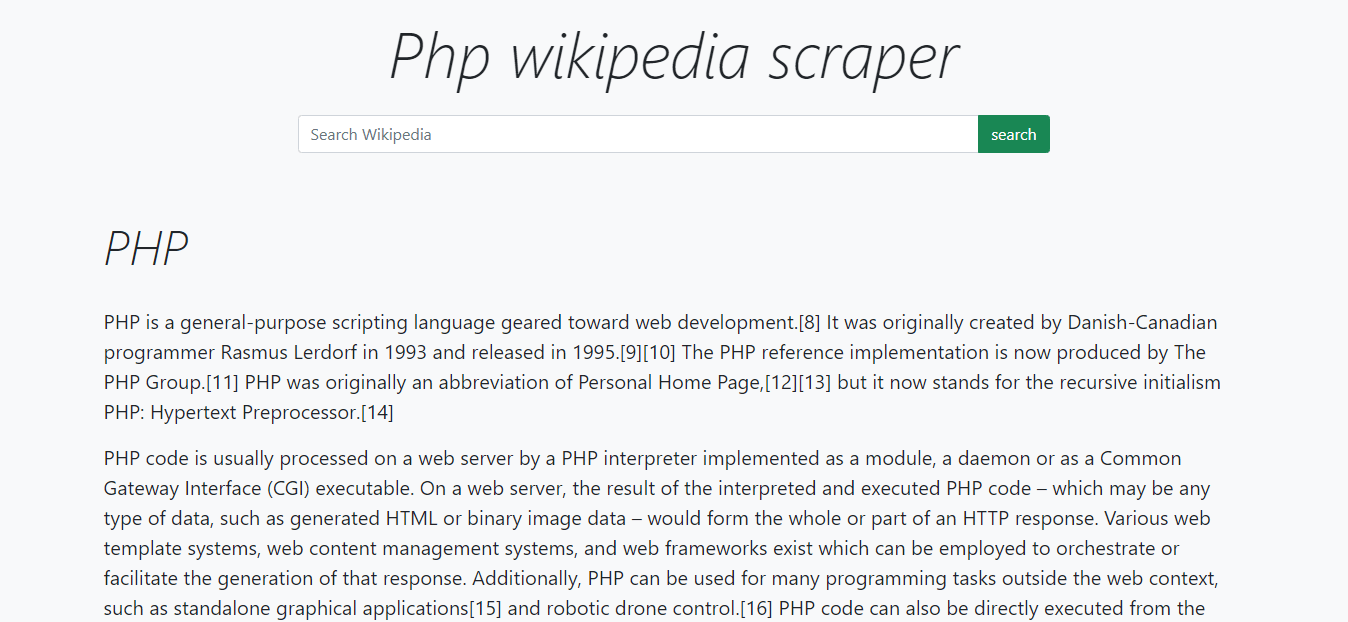 Php wikipedia scraper
Search Wikipedia
search
PHP
PHP is a general-purpose scripting language geared toward web development.[8] It was originally created by Danish-Canadian
programmer Rasmus Lerdorf in 1993 and released in 1995.[9][10] The PHP reference implementation is now produced by The
PHP Group.[11] PHP was originally an abbreviation of Personal Home Page,[12][13] but it now stands for the recursive initialism
PHP: Hypertext Preprocessor.[14]
PHP code is usually processed on a web server by a PHP interpreter implemented as a module, a daemon or as a Common
Gateway Interface (CGI) executable. On a web server, the result of the interpreted and executed PHP code – which may be any
type of data, such as generated HTML or binary image data – would form the whole or part of an HTTP response. Various web
template systems, web content management systems, and web frameworks exist which can be employed to orchestrate or
facilitate the generation of that response. Additionally, PHP can be used for many programming tasks outside the web context,
such as standalone graphical applications[15] and robotic drone control.[16] PHP code can also be directly executed from the